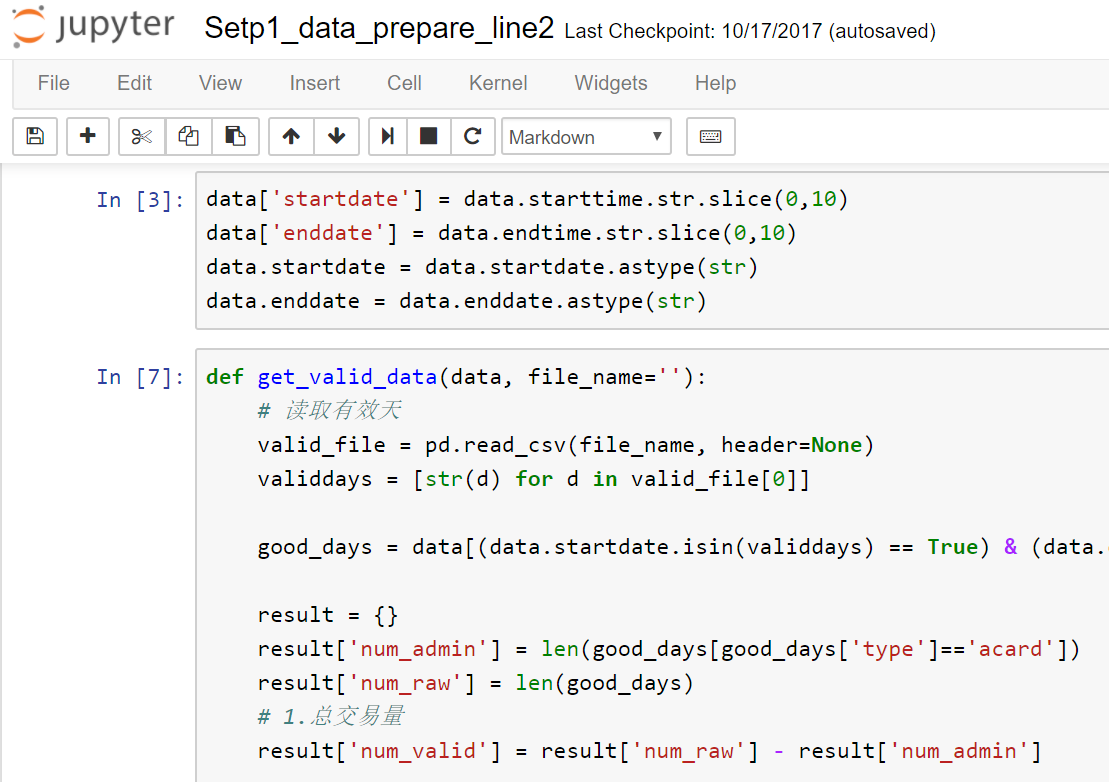 jupyter Setp1_data_prepare_line2 Last Checkpoint: 10/17/2017 (autosaved)
File Edit View Insert Cell Kernel Widgets Help
Markdown
In [3]: data['startdate'] = data.starttime.str.slice(0,10)
data['enddate'] = data.endtime.str.slice(0,10)
data.startdate = data.startdate.astype(str)
data.enddate = data.enddate.astype(str)
In [7]: def get_valid_data(data, file_name=''):
    # 读取有效天
    valid_file = pd.read_csv(file_name, header=None)
    validdays = [str(d) for d in valid_file[0]]
    good_days = data[(data.startdate.isin(validdays) == True) & (data.
    result = {}
    result['num_admin'] = len(good_days[good_days['type']=='acard'])
    result['num_raw'] = len(good_days)
    # 1.总交易量
    result['num_valid'] = result['num_raw'] - result['num_admin']